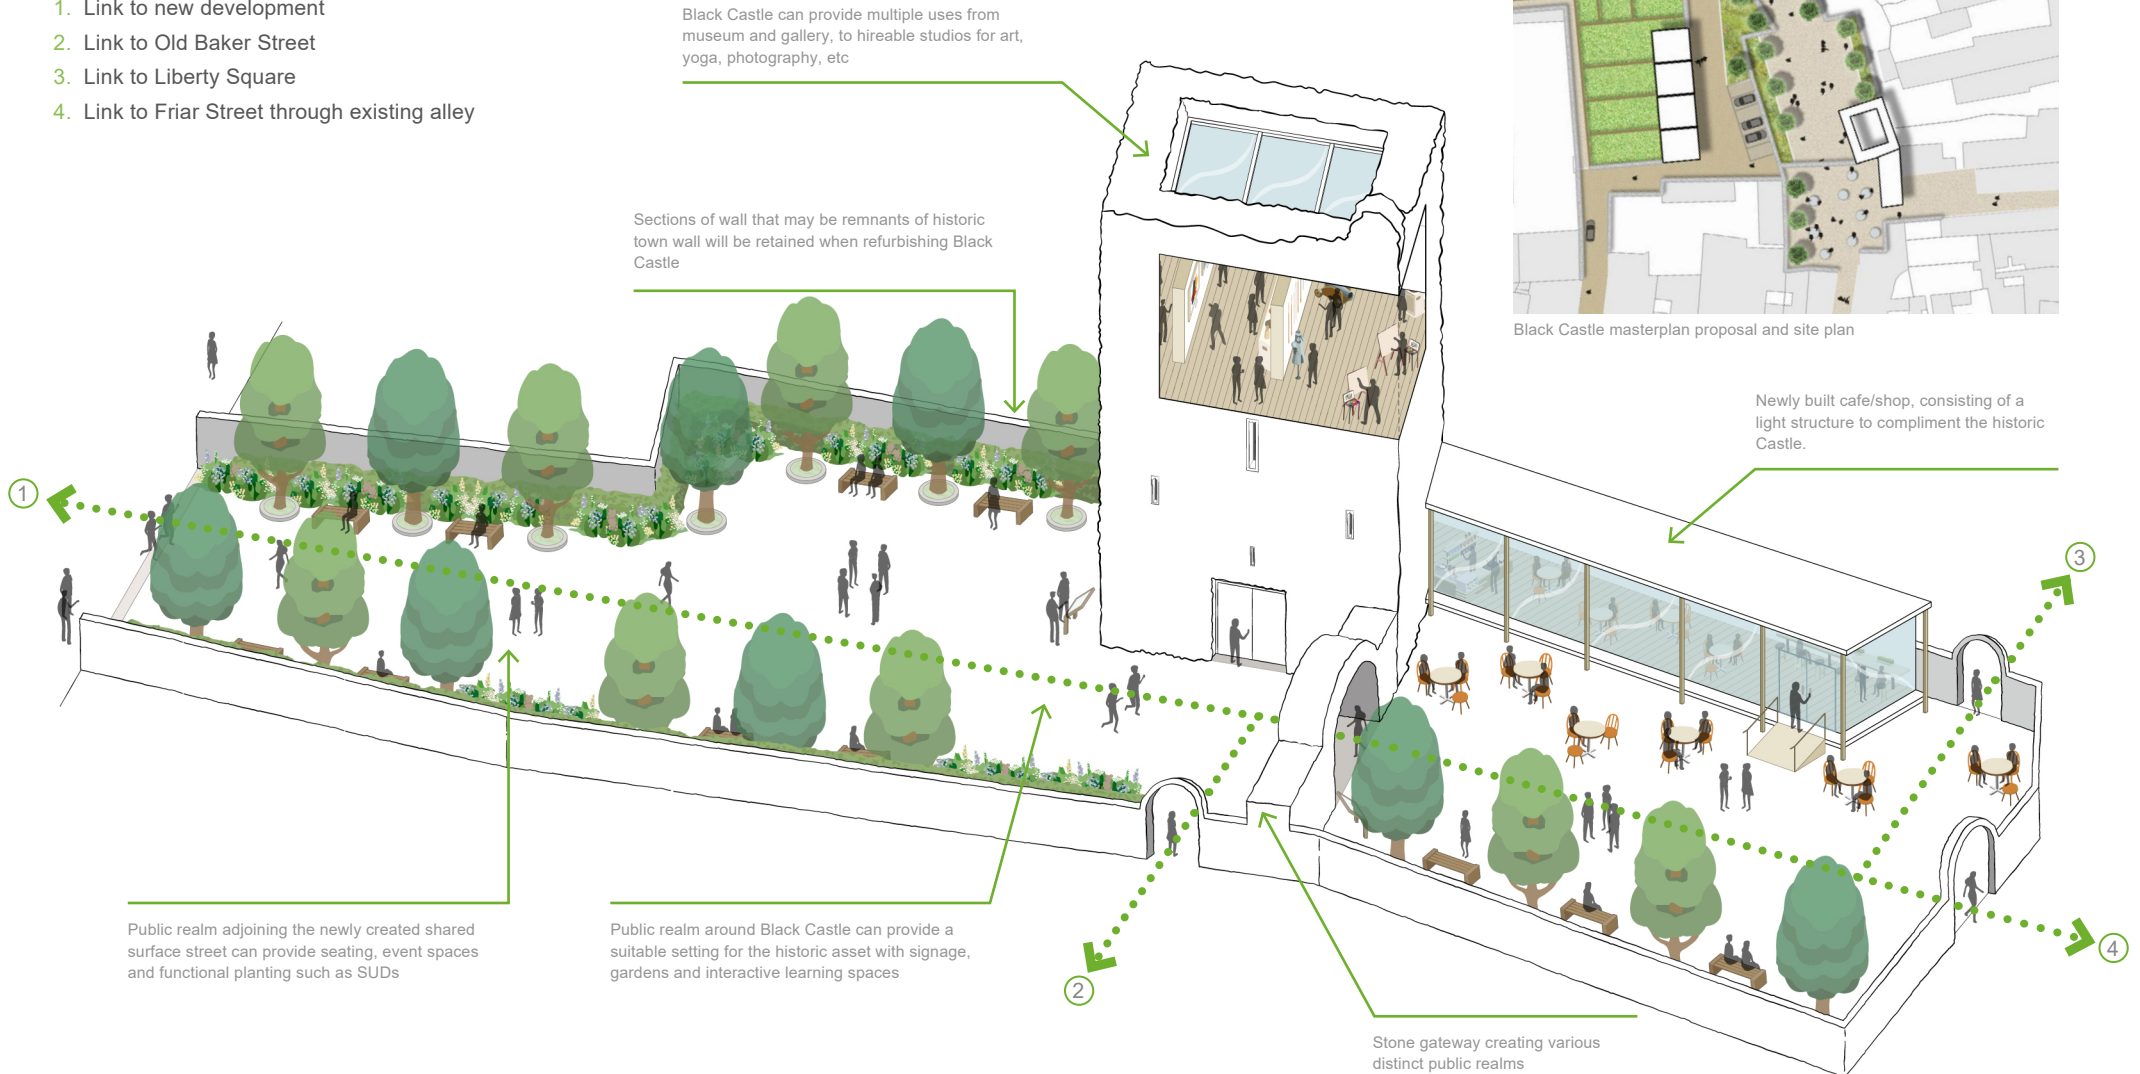 1. Link to new development
2. Link to Old Baker Street
3. Link to Liberty Square
4. Link to Friar Street through existing alley
Black Castle can provide multiple uses from
museum and gallery, to hireable studios for art,
yoga, photography, etc
Sections of wall that may be remnants of historic
town wall will be retained when refurbishing Black
Castle
Black Castle masterplan proposal and site plan
Newly built cafe/shop, consisting of a
light structure to compliment the historic
Castle.
1
3
Public realm adjoining the newly created shared
surface street can provide seating, event spaces
and functional planting such as SUDs
Public realm around Black Castle can provide a
suitable setting for the historic asset with signage,
gardens and interactive learning spaces
2
4
Stone gateway creating various
distinct public realms